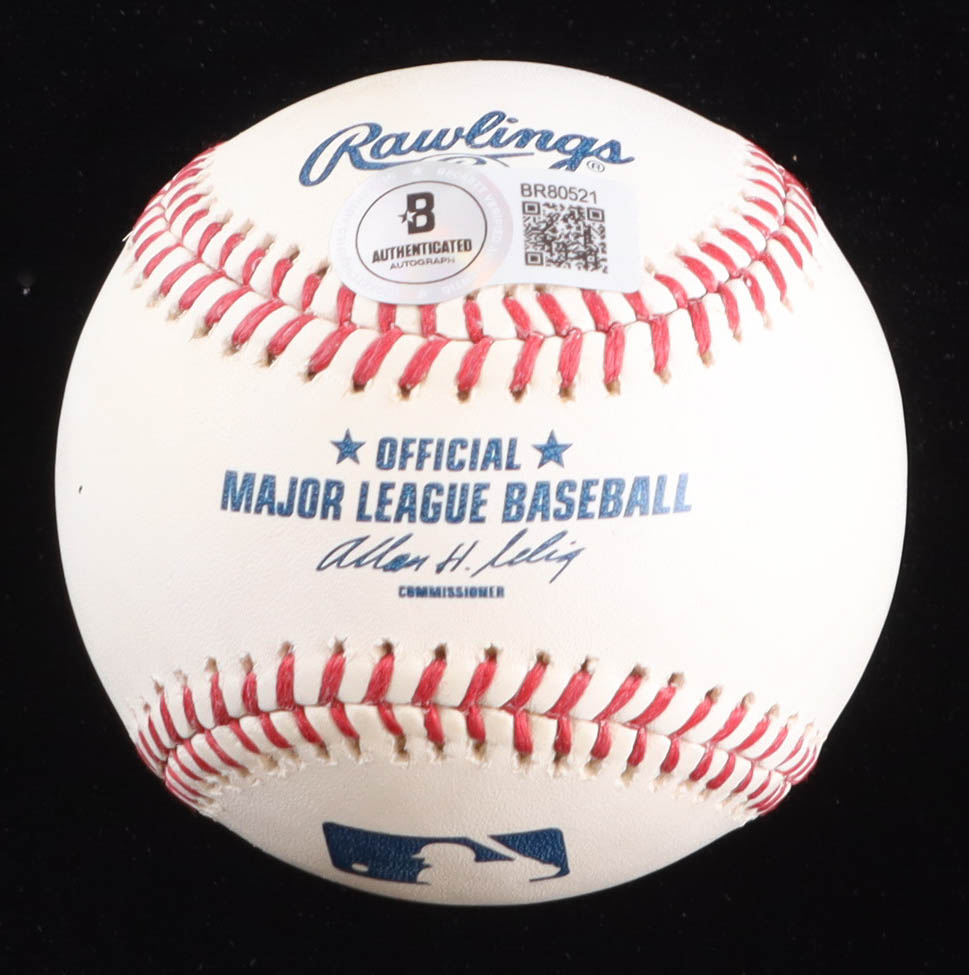 Rawlings®
BR80521
B
AUTHENTICATED
AUTOGRAPH
★ OFFICIAL ★
MAJOR LEAGUE BASEBALL
Allan H. Selig
COMMISSIONER